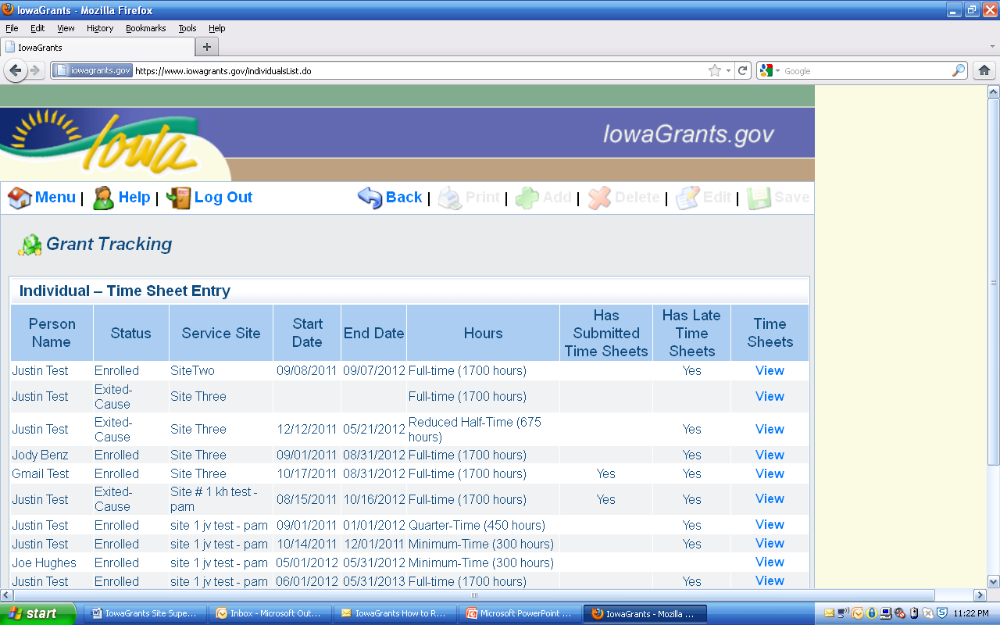 IowaGrants - Mozilla Firefox
File Edit View History Bookmarks Tools Help
IowaGrants
iowagrants.gov https://www.iowagrants.gov/individualsList.do Google
Iowa
IowaGrants.gov
Menu | Help | Log Out Back | Print | Add | Delete | Edit | Save
Grant Tracking
Individual – Time Sheet Entry
Person Name Status Service Site Start Date End Date Hours Has Submitted Time Sheets Has Late Time Sheets Time Sheets
Justin Test Enrolled SiteTwo 09/08/2011 09/07/2012 Full-time (1700 hours) Yes View
Justin Test Exited-Cause Site Three Full-time (1700 hours) View
Justin Test Exited-Cause Site Three 12/12/2011 05/21/2012 Reduced Half-Time (675 hours) Yes View
Jody Benz Enrolled Site Three 09/01/2011 08/31/2012 Full-time (1700 hours) Yes View
Gmail Test Enrolled Site Three 10/17/2011 08/31/2012 Full-time (1700 hours) Yes Yes View
Justin Test Exited-Cause Site # 1 kh test - pam 08/15/2011 10/16/2012 Full-time (1700 hours) Yes Yes View
Justin Test Enrolled site 1 jv test - pam 09/01/2011 01/01/2012 Quarter-Time (450 hours) Yes View
Justin Test Enrolled site 1 jv test - pam 10/14/2011 12/01/2011 Minimum-Time (300 hours) Yes View
Joe Hughes Enrolled site 1 jv test - pam 05/01/2012 05/31/2012 Minimum-Time (300 hours) View
Justin Test Enrolled site 1 jv test - pam 06/01/2012 05/31/2013 Full-time (1700 hours) Yes View
start IowaGrants Site Supe... Inbox - Microsoft Out... IowaGrants How to R... Microsoft PowerPoint ... IowaGrants - Mozilla ... 11:22 PM